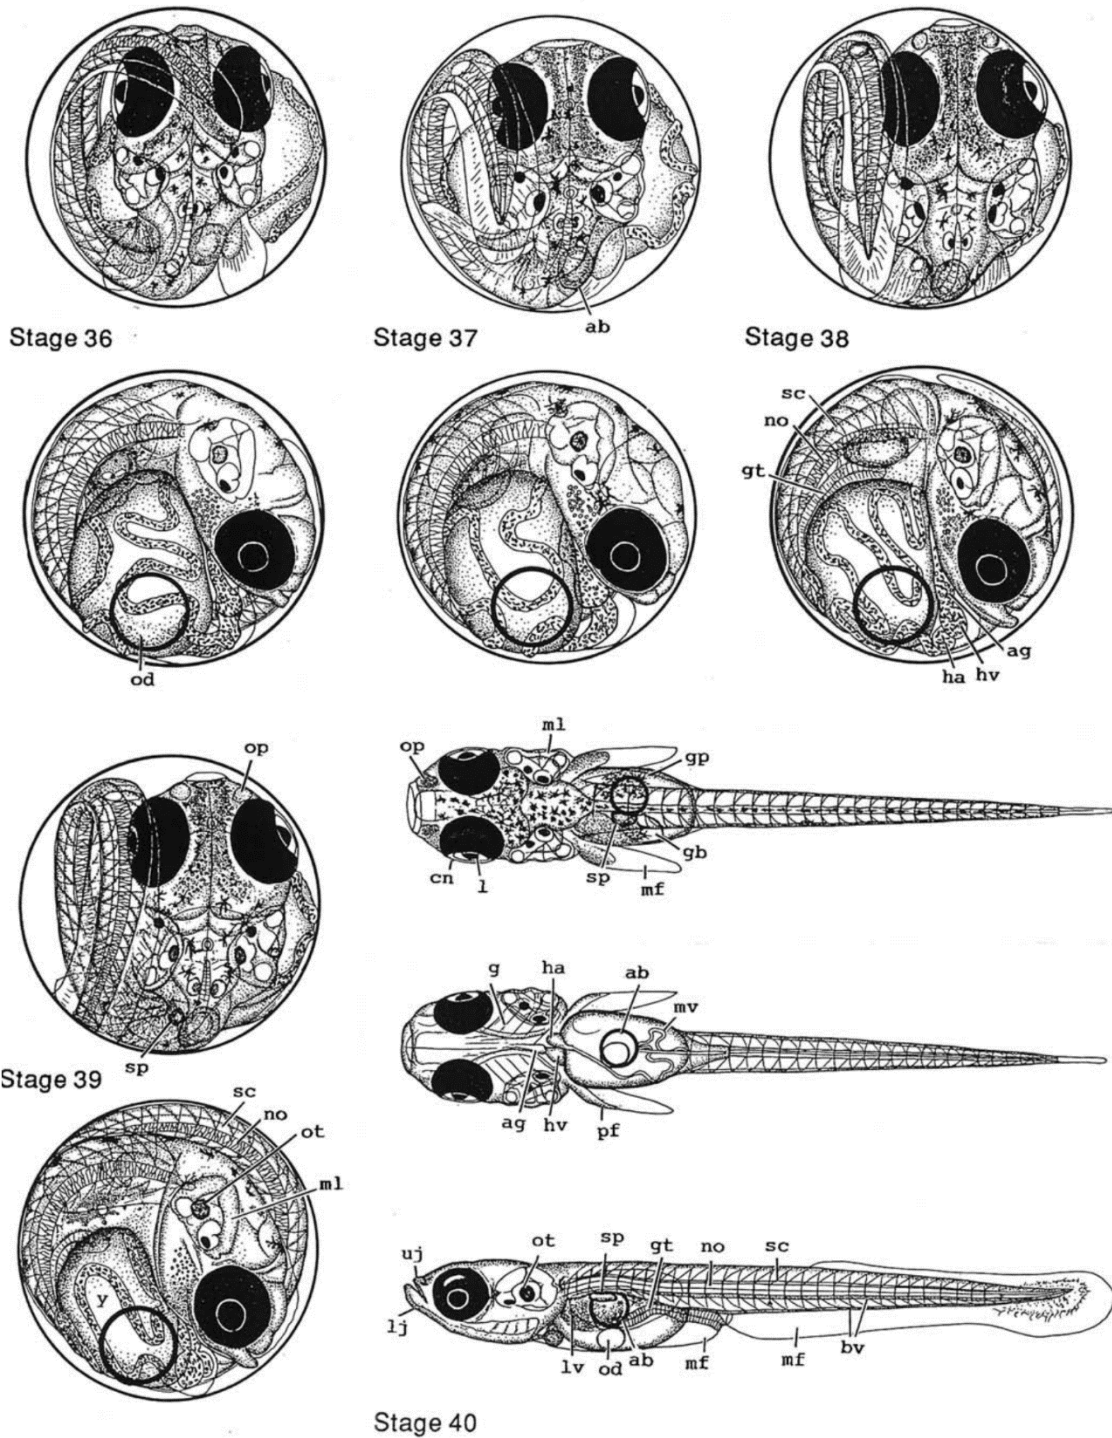 ab
Stage 36
Stage 37
Stage 38
sc
no
gt
od
ag
ha
hv
op
sp
Stage 39
sc
no
ot
ml
y
op
ml
gp
cn
l
sp
gb
mf
g
ha
ab
mv
ag
hv
pf
uj
ot
sp
gt
no
sc
lj
lv
od
ab
mf
mf
bv
Stage 40